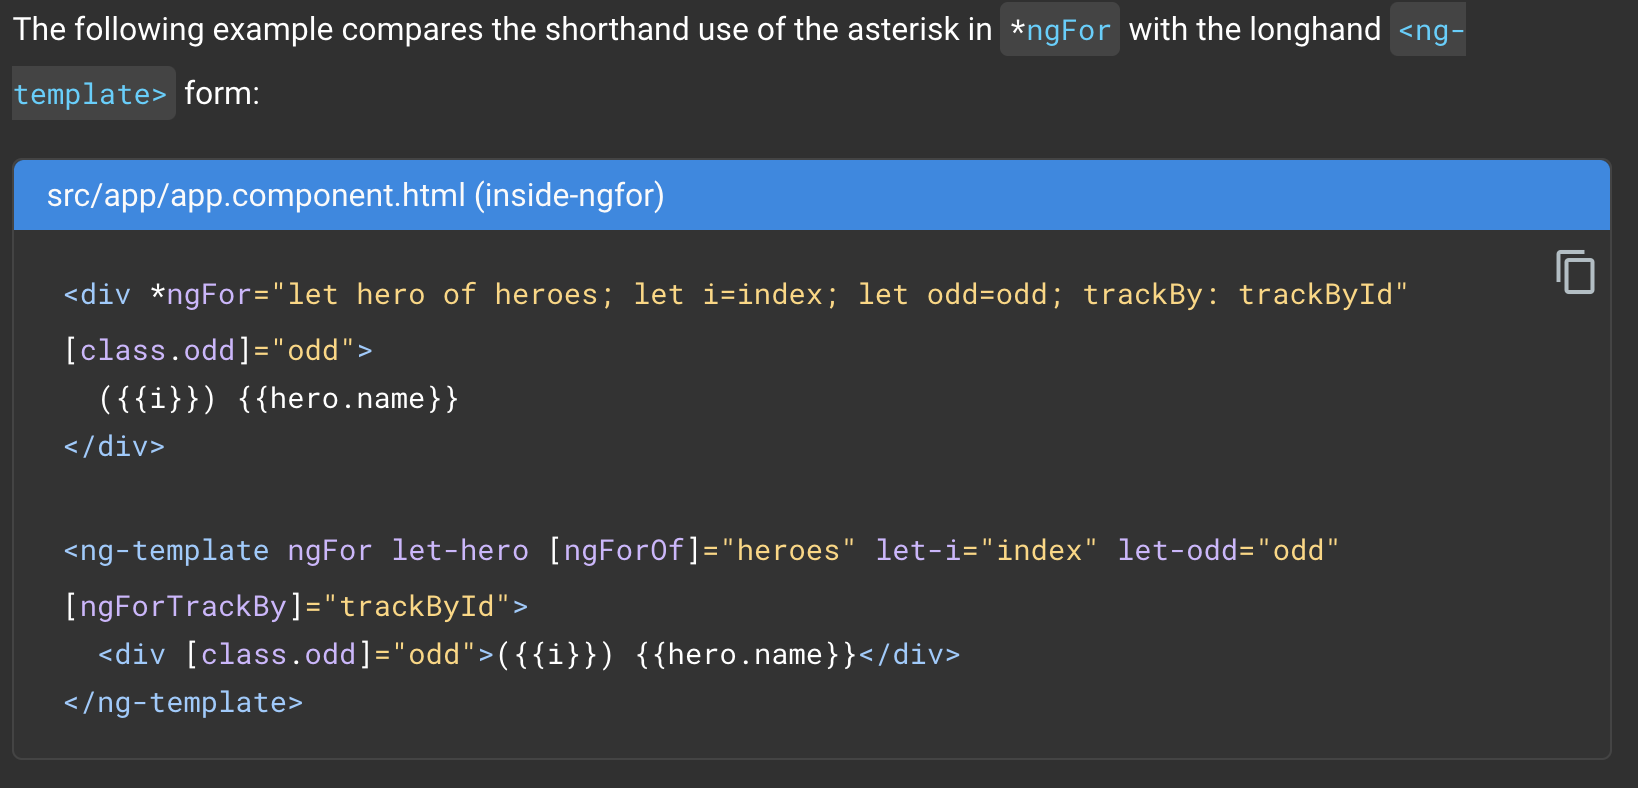 The following example compares the shorthand use of the asterisk in *ngFor with the longhand <ng-
template> form:
src/app/app.component.html (inside-ngfor)
<div *ngFor="let hero of heroes; let i=index; let odd=odd; trackBy: trackById"
[class.odd]="odd">
  ({{i}}) {{hero.name}}
</div>

<ng-template ngFor let-hero [ngForOf]="heroes" let-i="index" let-odd="odd"
[ngForTrackBy]="trackById">
  <div [class.odd]="odd">({{i}}) {{hero.name}}</div>
</ng-template>